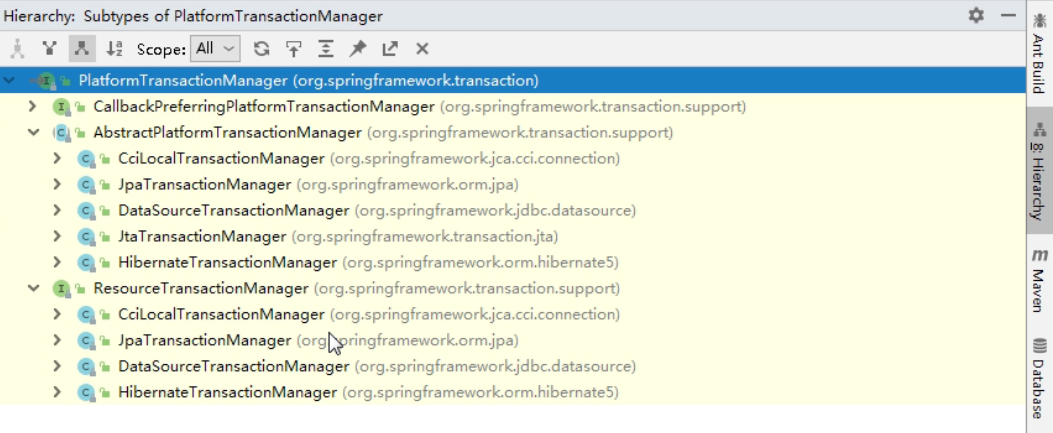 Hierarchy: Subtypes of PlatformTransactionManager
Scope: All
PlatformTransactionManager (org.springframework.transaction)
CallbackPreferringPlatformTransactionManager (org.springframework.transaction.support)
AbstractPlatformTransactionManager (org.springframework.transaction.support)
CciLocalTransactionManager (org.springframework.jca.cci.connection)
JpaTransactionManager (org.springframework.orm.jpa)
DataSourceTransactionManager (org.springframework.jdbc.datasource)
JtaTransactionManager (org.springframework.transaction.jta)
HibernateTransactionManager (org.springframework.orm.hibernate5)
ResourceTransactionManager (org.springframework.transaction.support)
CciLocalTransactionManager (org.springframework.jca.cci.connection)
JpaTransactionManager (org.springframework.orm.jpa)
DataSourceTransactionManager (org.springframework.jdbc.datasource)
HibernateTransactionManager (org.springframework.orm.hibernate5)
Ant Build
8: Hierarchy
m Maven
Database